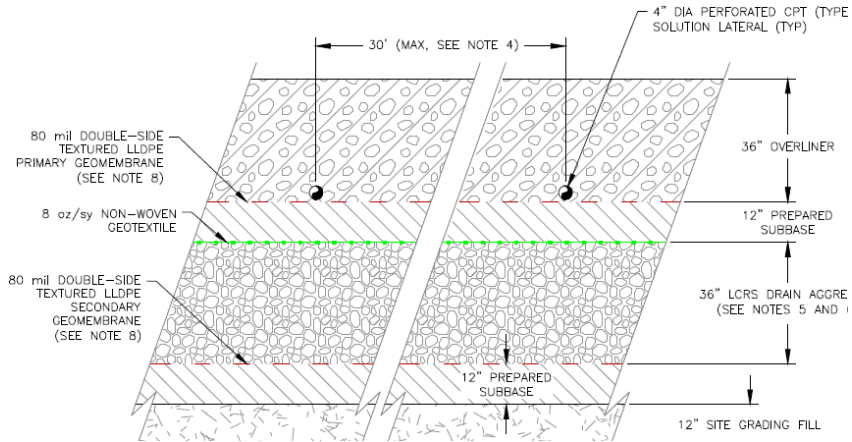 4" DIA PERFORATED CPT (TYPE
SOLUTION LATERAL (TYP)
30' (MAX, SEE NOTE 4)
80 mil DOUBLE-SIDE
TEXTURED LLDPE
PRIMARY GEOMEMBRANE
(SEE NOTE 8)
36" OVERLINER
8 oz/sy NON-WOVEN
GEOTEXTILE
12" PREPARED
SUBBASE
80 mil DOUBLE-SIDE
TEXTURED LLDPE
SECONDARY
GEOMEMBRANE
(SEE NOTE 8)
36" LCRS DRAIN AGGRE
(SEE NOTES 5 AND
12" PREPARED
SUBBASE
12" SITE GRADING FILL